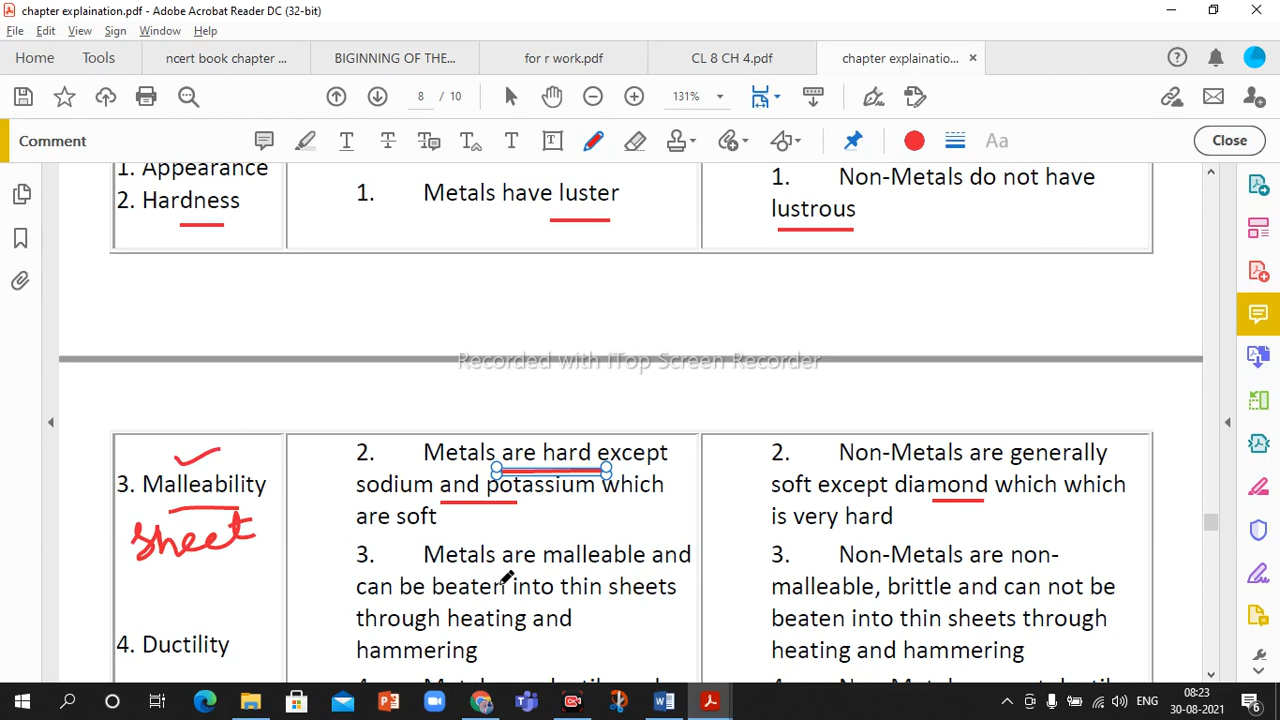 chapter explaination.pdf - Adobe Acrobat Reader DC (32-bit)
File Edit View Sign Window Help
Home Tools ncert book chapter ... BIGINNING OF THE... for r work.pdf CL 8 CH 4.pdf chapter explainatio...
8 / 10 131%
Comment Close
1. Appearance
2. Hardness
1. Metals have luster
1. Non-Metals do not have
lustrous
Recorded with iTop Screen Recorder
3. Malleability
sheet
4. Ductility
2. Metals are hard except
sodium and potassium which
are soft
3. Metals are malleable and
can be beaten into thin sheets
through heating and
hammering
2. Non-Metals are generally
soft except diamond which which
is very hard
3. Non-Metals are non-
malleable, brittle and can not be
beaten into thin sheets through
heating and hammering
ENG 08:23
30-08-2021
6